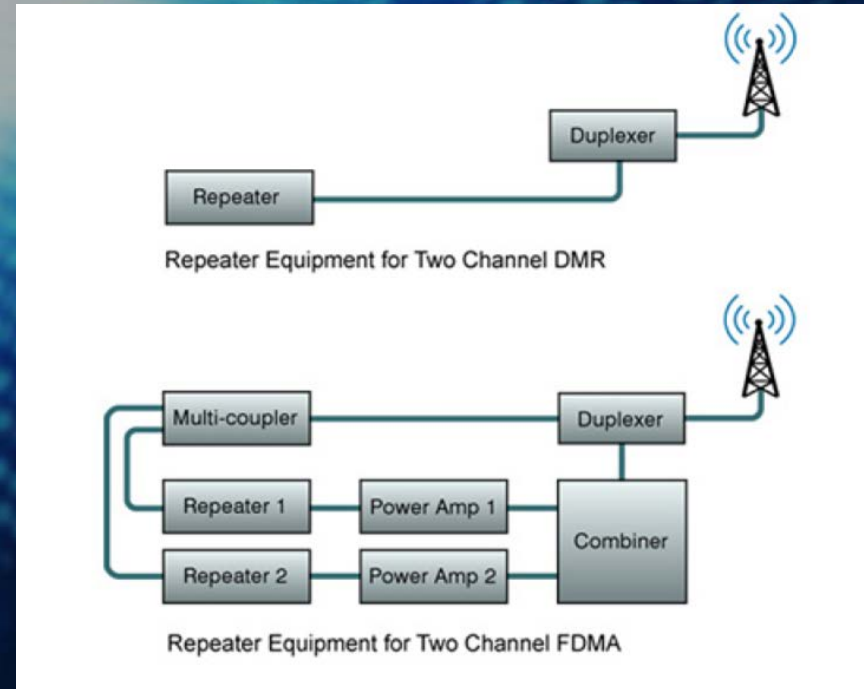 Duplexer
Repeater
Repeater Equipment for Two Channel DMR
Multi-coupler
Duplexer
Repeater 1
Power Amp 1
Combiner
Repeater 2
Power Amp 2
Repeater Equipment for Two Channel FDMA